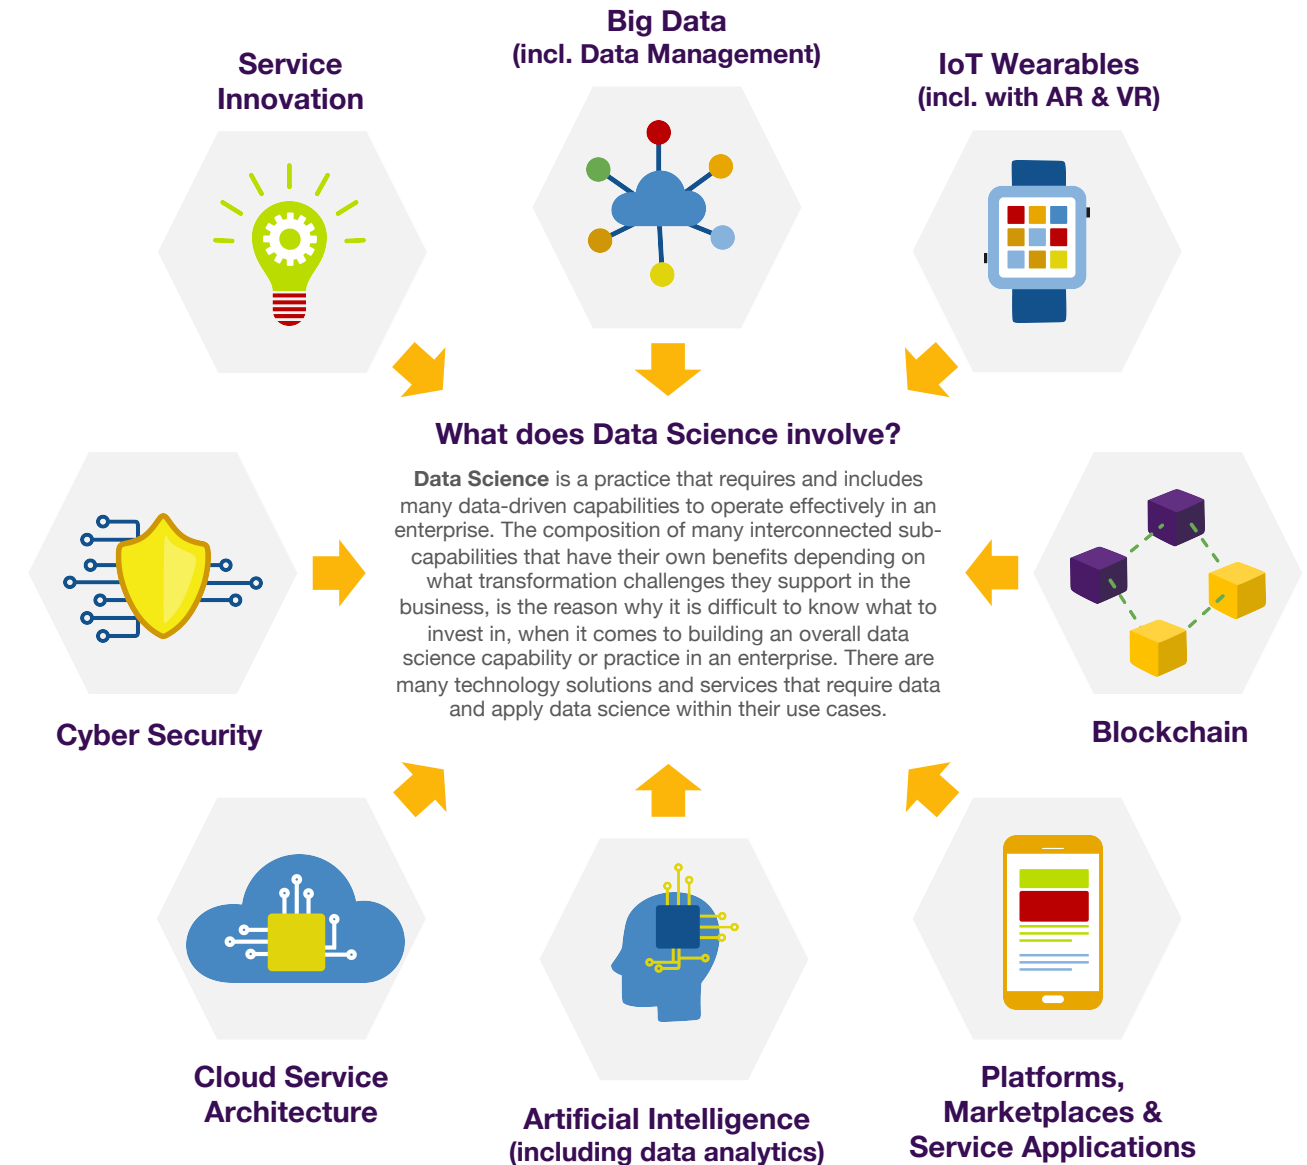 Big Data
(incl. Data Management)
Service
Innovation
IoT Wearables
(incl. with AR & VR)
What does Data Science involve?
Data Science is a practice that requires and includes
many data-driven capabilities to operate effectively in an
enterprise. The composition of many interconnected sub-
capabilities that have their own benefits depending on
what transformation challenges they support in the
business, is the reason why it is difficult to know what to
invest in, when it comes to building an overall data
science capability or practice in an enterprise. There are
many technology solutions and services that require data
and apply data science within their use cases.
Cyber Security
Blockchain
Cloud Service
Architecture
Artificial Intelligence
(including data analytics)
Platforms,
Marketplaces &
Service Applications